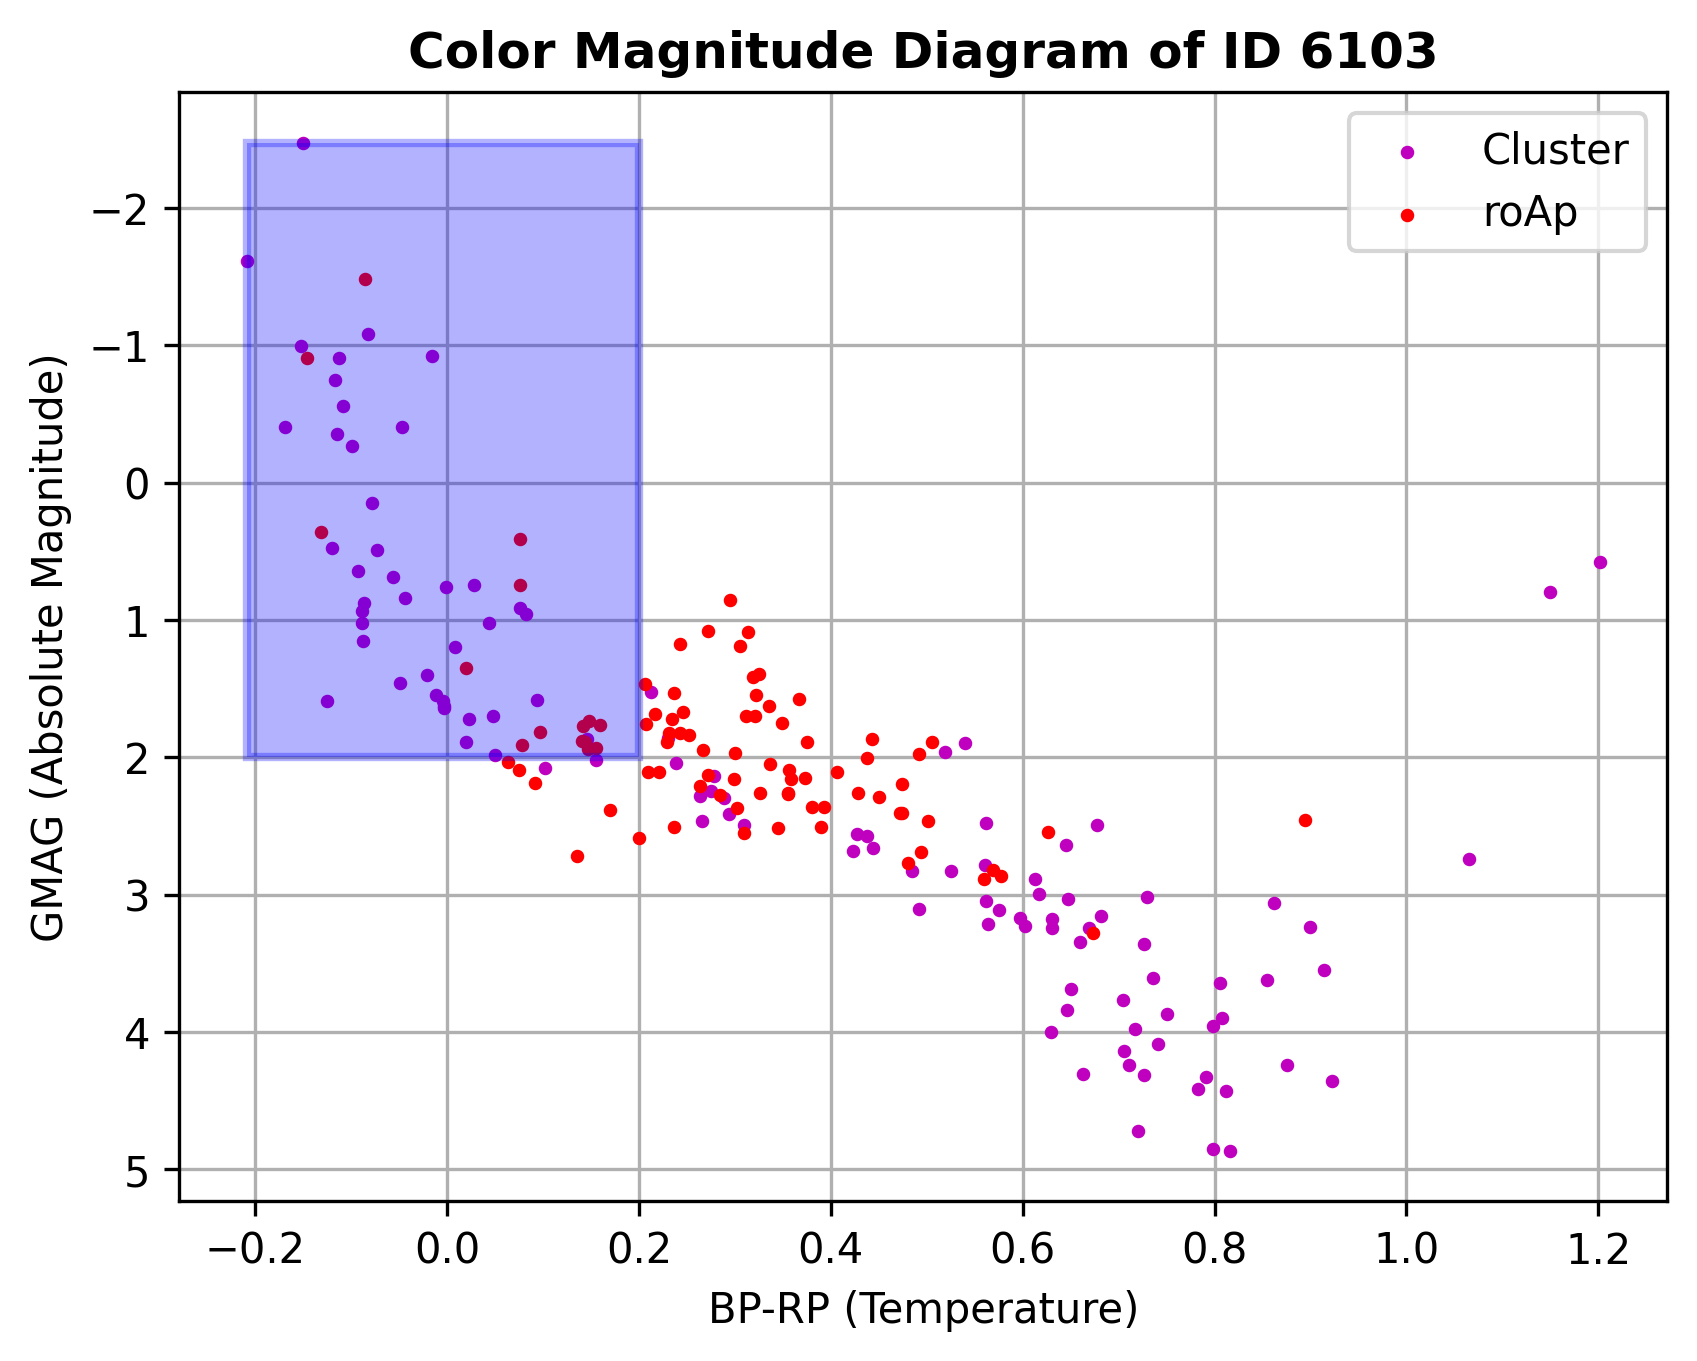 Color Magnitude Diagram of ID 6103
Cluster
roAp
GMAG (Absolute Magnitude)
−2
−1
0
1
2
3
4
5
−0.2 0.0 0.2 0.4 0.6 0.8 1.0 1.2
BP-RP (Temperature)